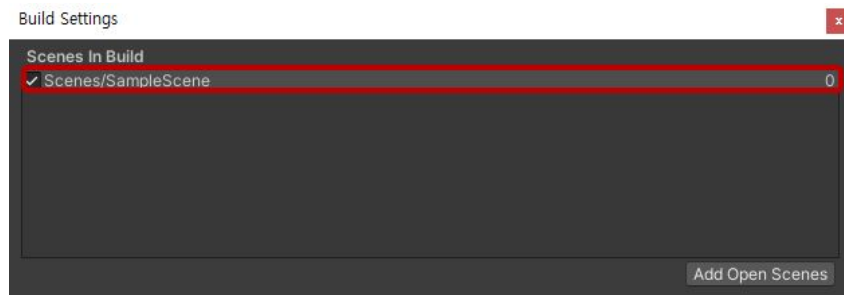 Build Settings
x
Scenes In Build
Scenes/SampleScene 0
Add Open Scenes